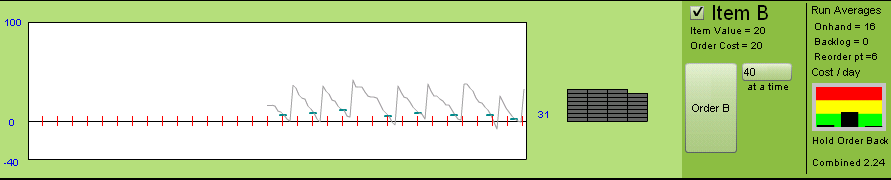 100
0
-40
31
Item B
Item Value = 20
Order Cost = 20
Order B
40
at a time
Run Averages
Onhand = 16
Backlog = 0
Reorder pt =6
Cost / day
Hold Order Back
Combined 2.24